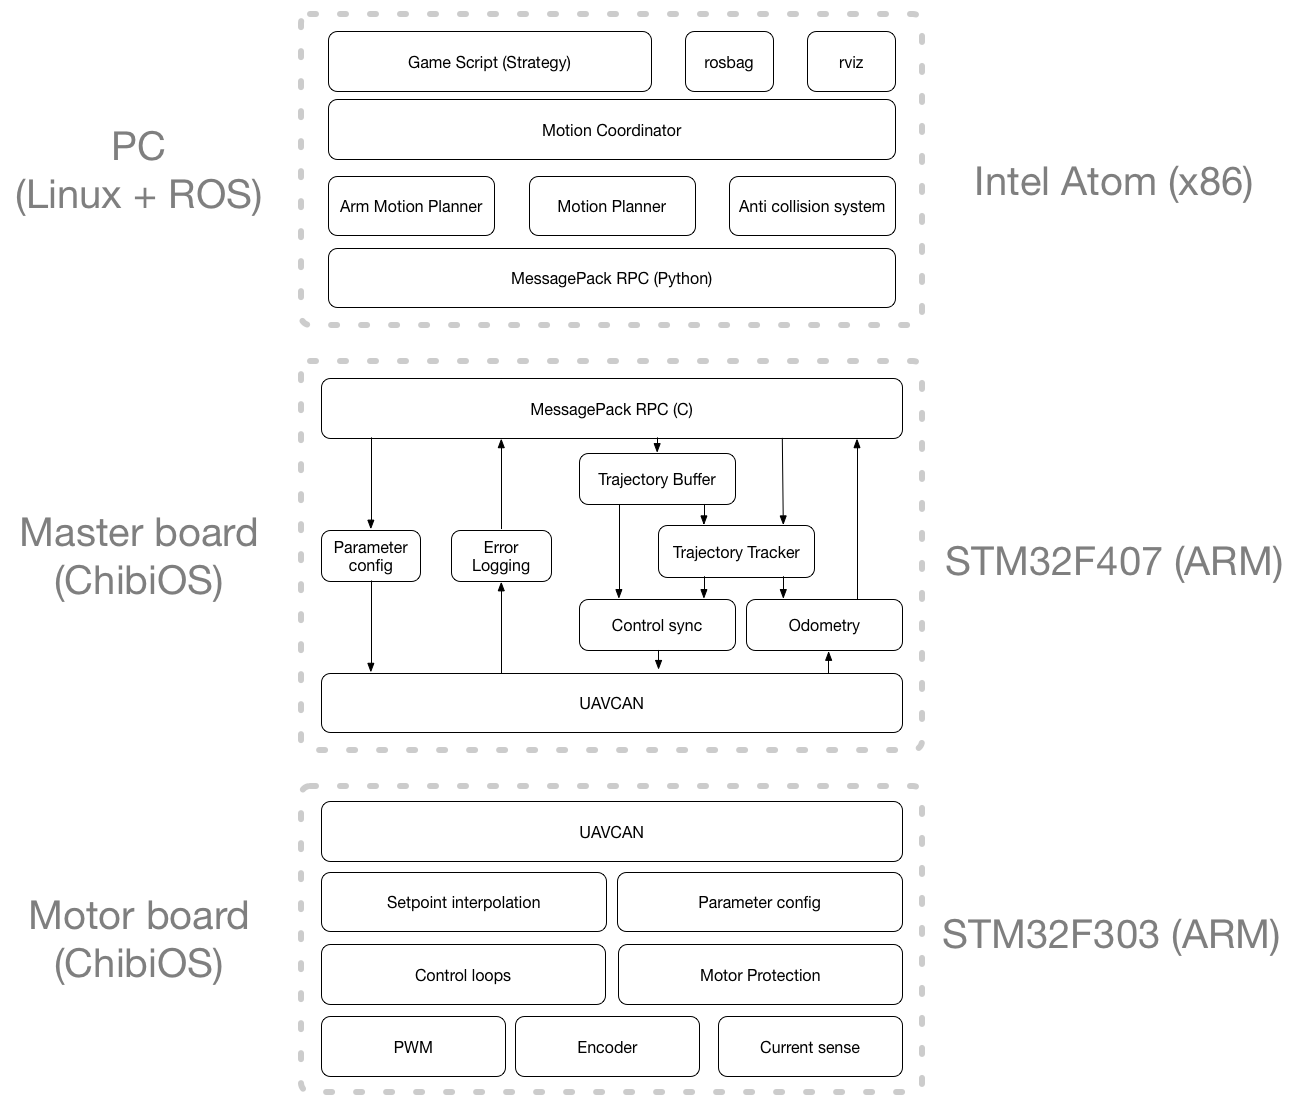 Game Script (Strategy)
rosbag
rviz
Motion Coordinator
PC
(Linux + ROS)
Intel Atom (x86)
Arm Motion Planner
Motion Planner
Anti collision system
MessagePack RPC (Python)
MessagePack RPC (C)
Trajectory Buffer
Master board
(ChibiOS)
STM32F407 (ARM)
Parameter
config
Error
Logging
Trajectory Tracker
Control sync
Odometry
UAVCAN
UAVCAN
Motor board
(ChibiOS)
STM32F303 (ARM)
Setpoint interpolation
Parameter config
Control loops
Motor Protection
PWM
Encoder
Current sense